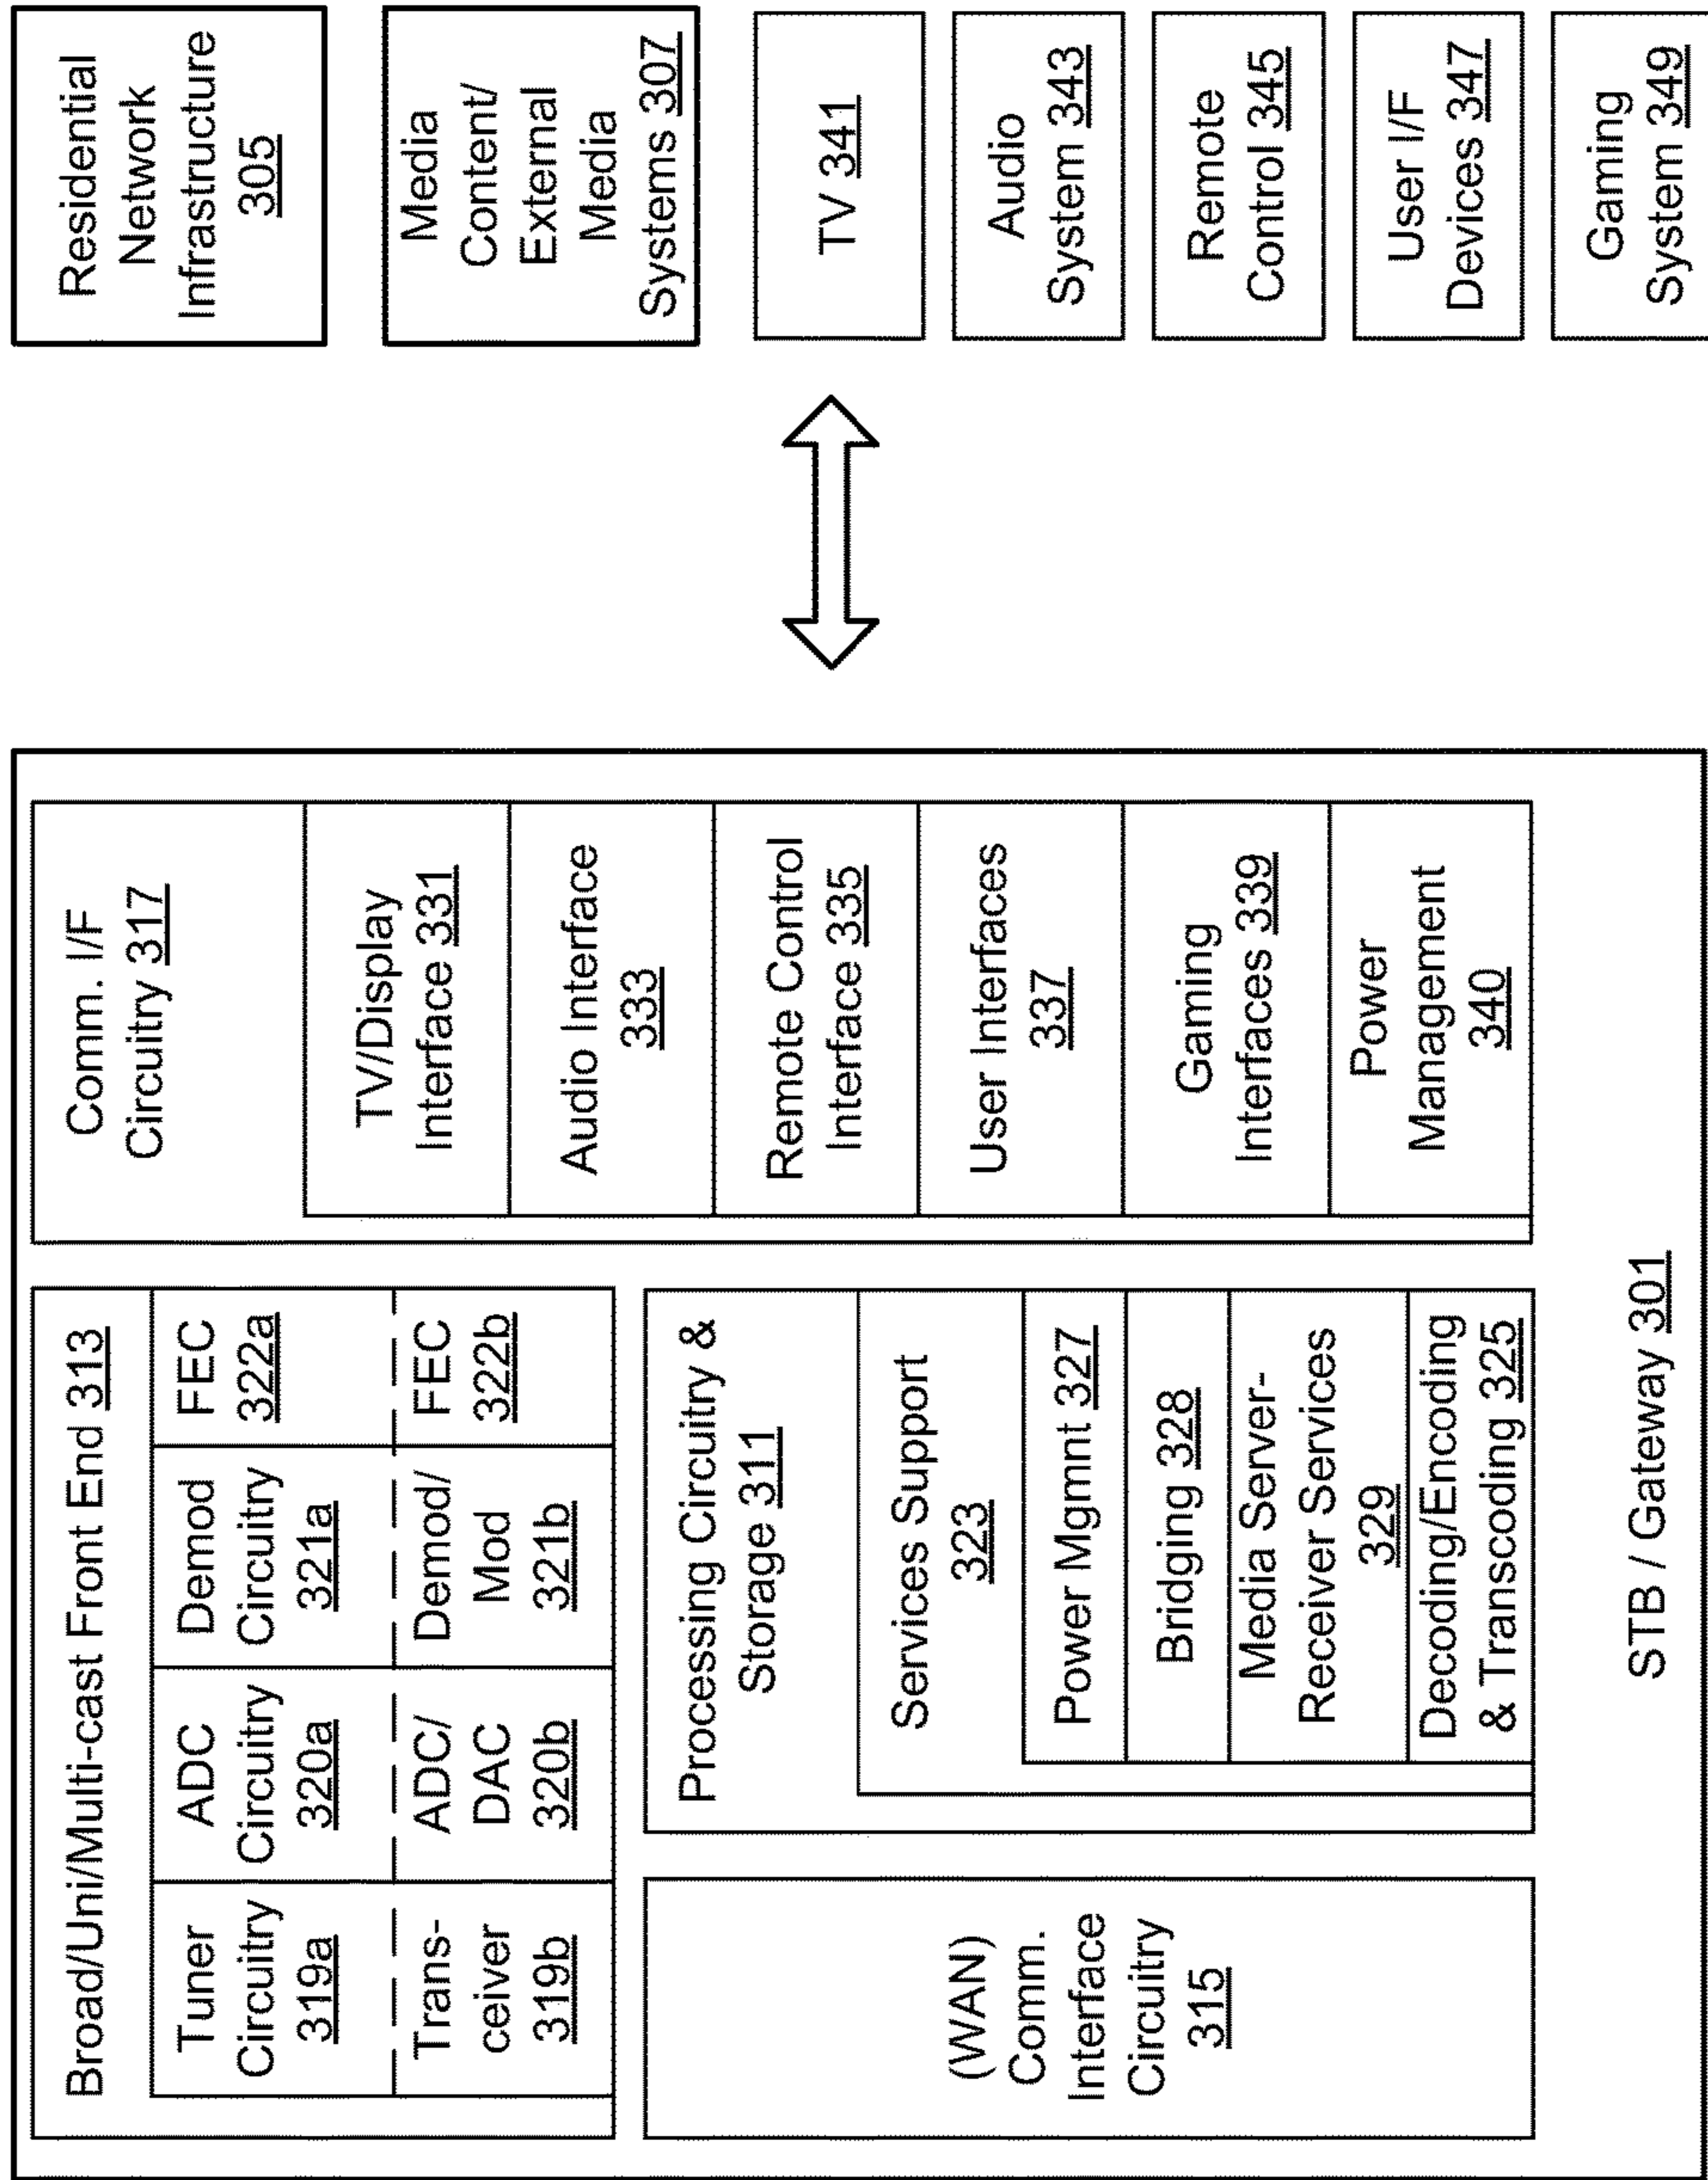 Broad/Uni/Multi-cast Front End 313
Tuner
Circuitry
319a
ADC
Circuitry
320a
Demod
Circuitry
321a
FEC
322a
Trans-
ceiver
319b
ADC/
DAC
320b
Demod/
Mod
321b
FEC
322b
(WAN)
Comm.
Interface
Circuitry
315
Processing Circuitry &
Storage 311
Services Support
323
Power Mgmnt 327
Bridging 328
Media Server-
Receiver Services
329
Decoding/Encoding
& Transcoding 325
Comm. I/F
Circuitry 317
TV/Display
Interface 331
Audio Interface
333
Remote Control
Interface 335
User Interfaces
337
Gaming
Interfaces 339
Power
Management
340
STB / Gateway 301
Residential
Network
Infrastructure
305
Media
Content/
External
Media
Systems 307
TV 341
Audio
System 343
Remote
Control 345
User I/F
Devices 347
Gaming
System 349